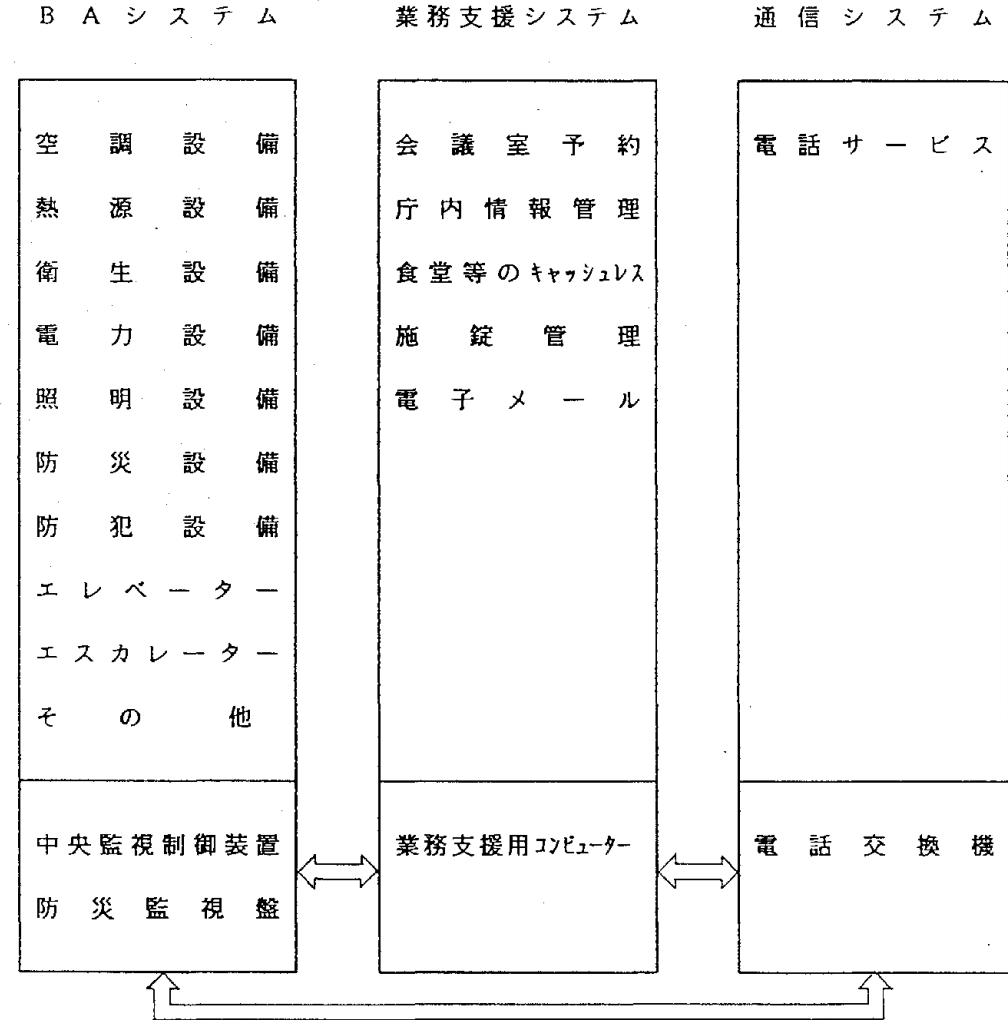 BAシステム
空調設備
熱源設備
衛生設備
電力設備
照明設備
防災設備
防犯設備
エレベーター
エスカレーター
その他
中央監視制御装置
防災監視盤
業務支援システム
会議室予約
庁内情報管理
食堂等のキャッシュレス
施錠管理
電子メール
業務支援用コンピューター
通信システム
電話サービス
電話交換機